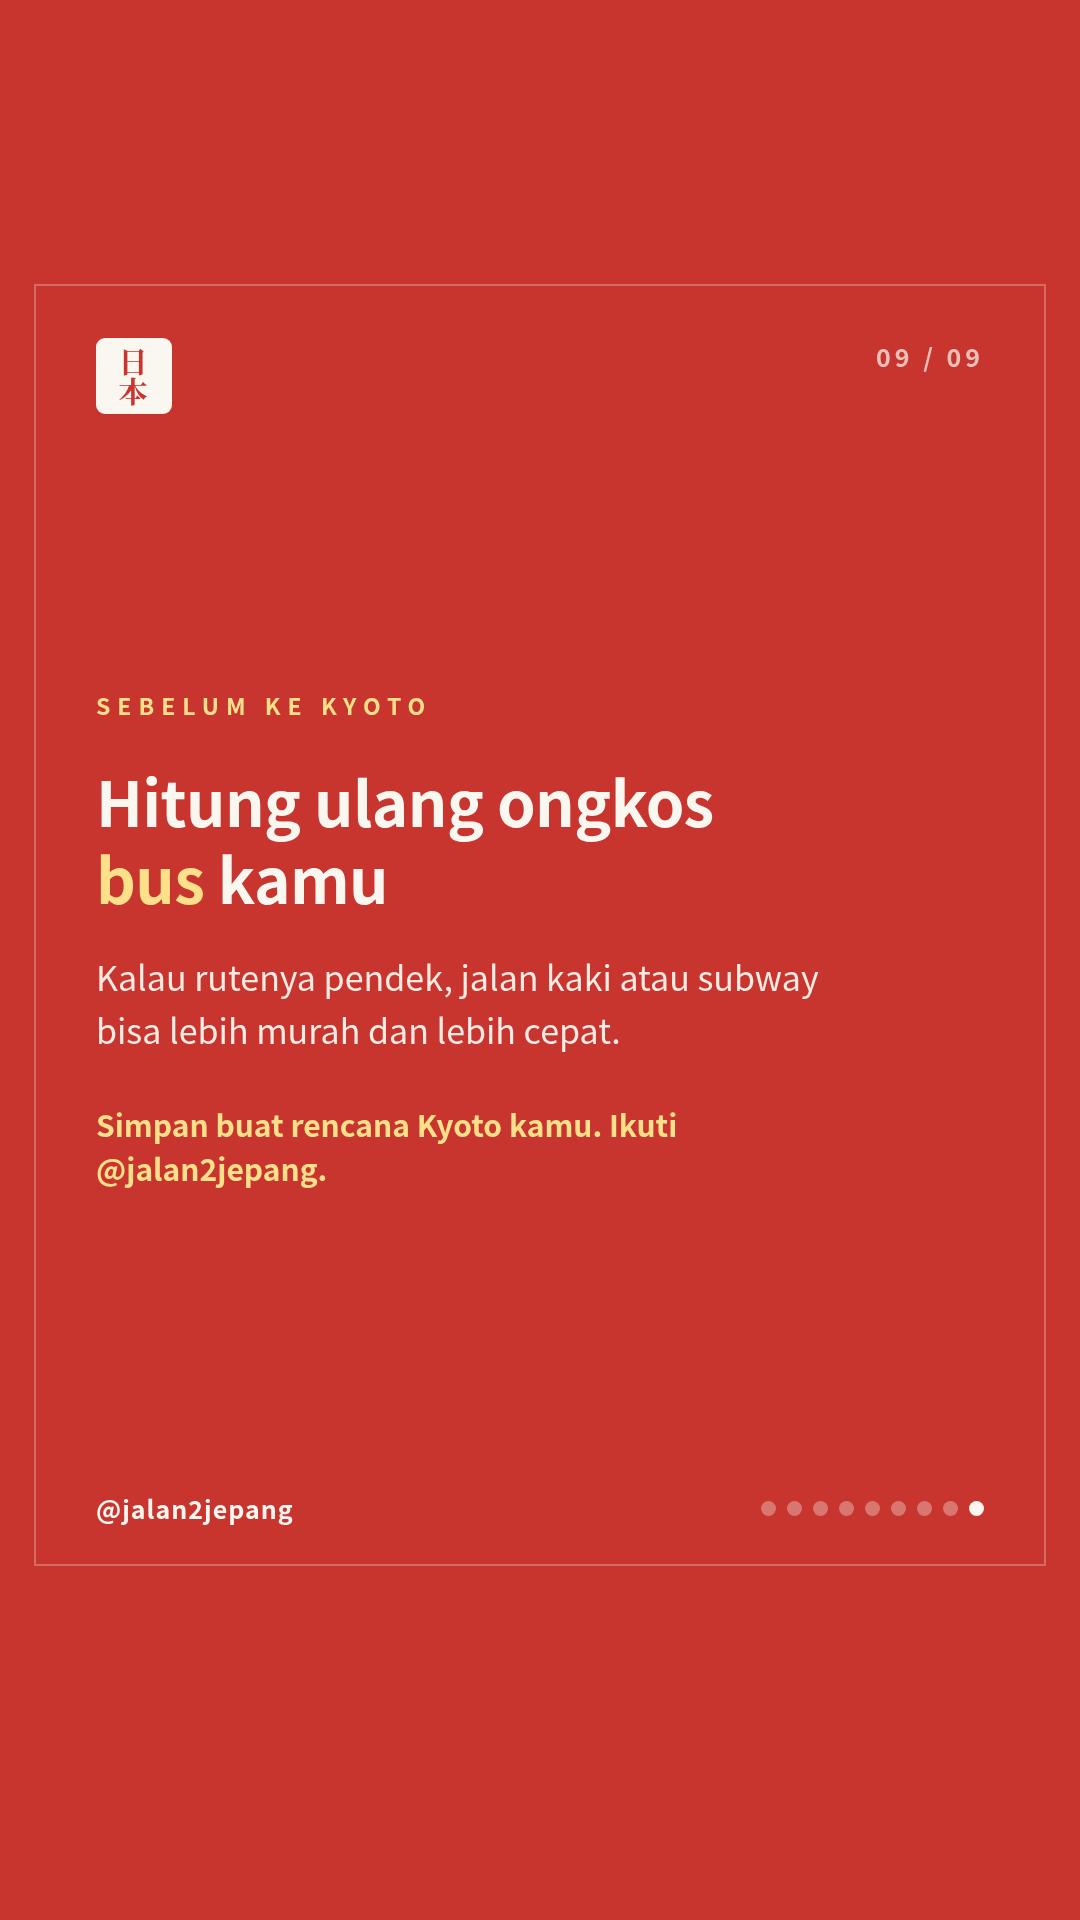 日
本
09 / 09
SEBELUM KE KYOTO
Hitung ulang ongkos
bus kamu
Kalau rutenya pendek, jalan kaki atau subway
bisa lebih murah dan lebih cepat.
Simpan buat rencana Kyoto kamu. Ikuti
@jalan2jepang.
@jalan2jepang